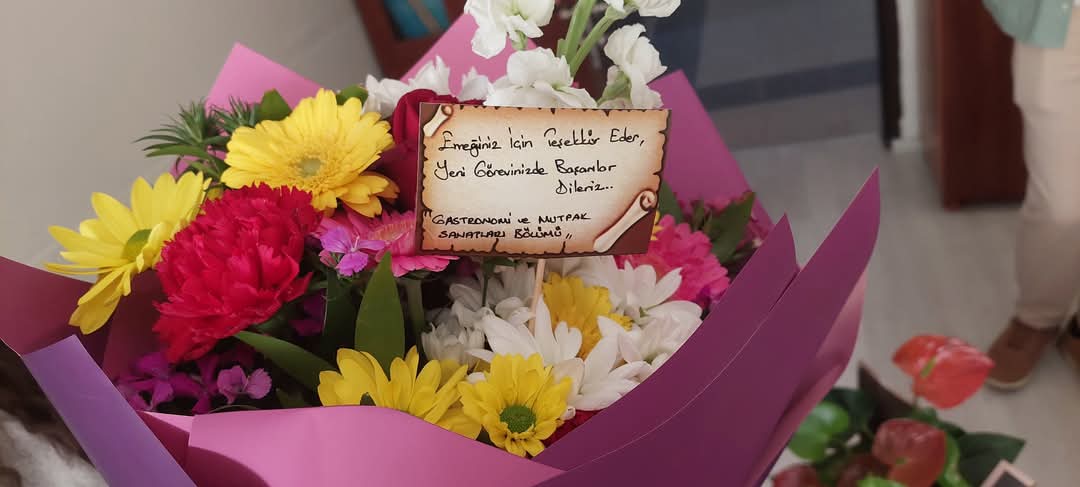 Emeğiniz İçin Teşekkür Eder,
Yeni Görevinizde Başarılar
Dileriz..
GASTRONOMİ ve MUTFAK
SANATLARI BÖLÜMÜ,,